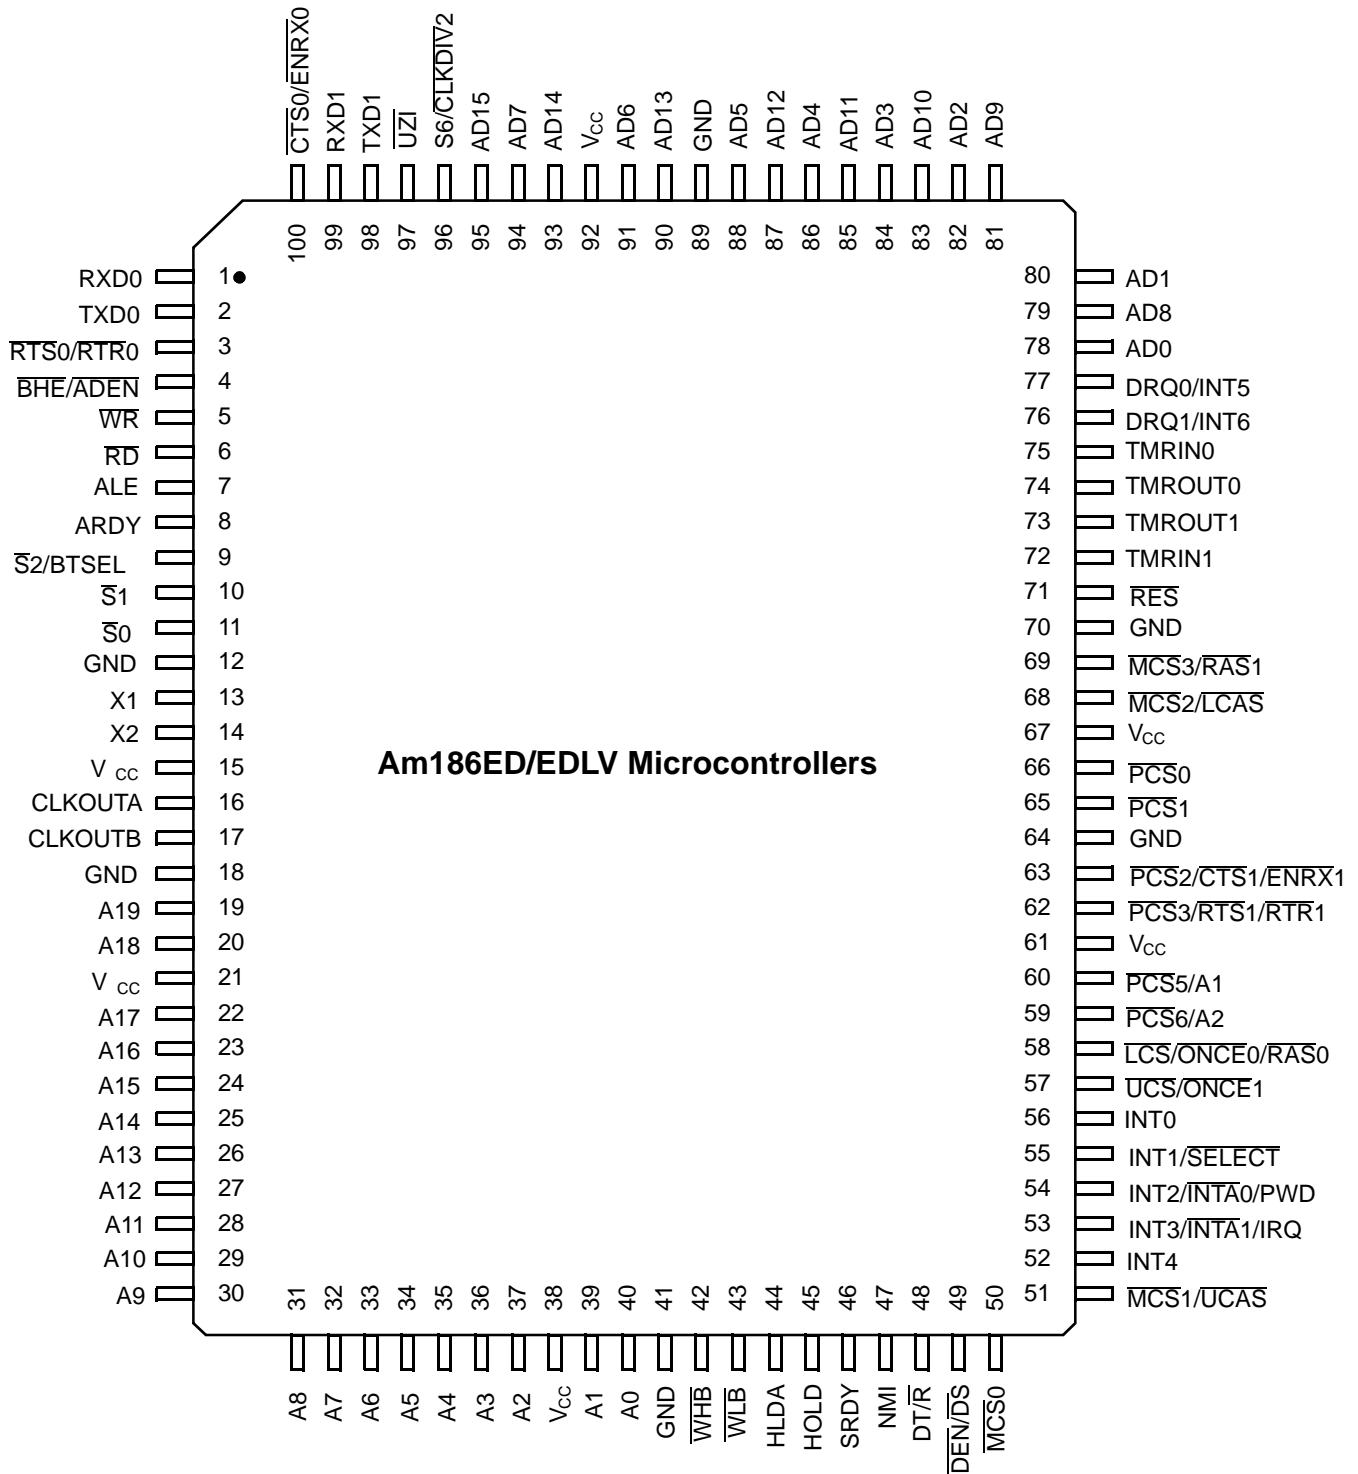 CTS0/ENRX0
RXD1
TXD1
UZI
S6/CLKDIV2
AD15
AD7
AD14
VCC
AD6
AD13
GND
AD5
AD12
AD4
AD11
AD3
AD10
AD2
AD9
100 99 98 97 96 95 94 93 92 91 90 89 88 87 86 85 84 83 82 81
RXD0 1 80 AD1
TXD0 2 79 AD8
RTS0/RTR0 3 78 AD0
BHE/ADEN 4 77 DRQ0/INT5
WR 5 76 DRQ1/INT6
RD 6 75 TMRIN0
ALE 7 74 TMROUT0
ARDY 8 73 TMROUT1
S2/BTSEL 9 72 TMRIN1
S1 10 71 RES
S0 11 70 GND
GND 12 69 MCS3/RAS1
X1 13 68 MCS2/LCAS
X2 14 67 VCC
V CC 15 66 PCS0
Am186ED/EDLV Microcontrollers
CLKOUTA 16 65 PCS1
CLKOUTB 17 64 GND
GND 18 63 PCS2/CTS1/ENRX1
A19 19 62 PCS3/RTS1/RTR1
A18 20 61 VCC
V CC 21 60 PCS5/A1
A17 22 59 PCS6/A2
A16 23 58 LCS/ONCE0/RAS0
A15 24 57 UCS/ONCE1
A14 25 56 INT0
A13 26 55 INT1/SELECT
A12 27 54 INT2/INTA0/PWD
A11 28 53 INT3/INTA1/IRQ
A10 29 52 INT4
A9 30 51 MCS1/UCAS
31 32 33 34 35 36 37 38 39 40 41 42 43 44 45 46 47 48 49 50
A8
A7
A6
A5
A4
A3
A2
VCC
A1
A0
GND
WHB
WLB
HLDA
HOLD
SRDY
NMI
DT/R
DEN/DS
MCS0